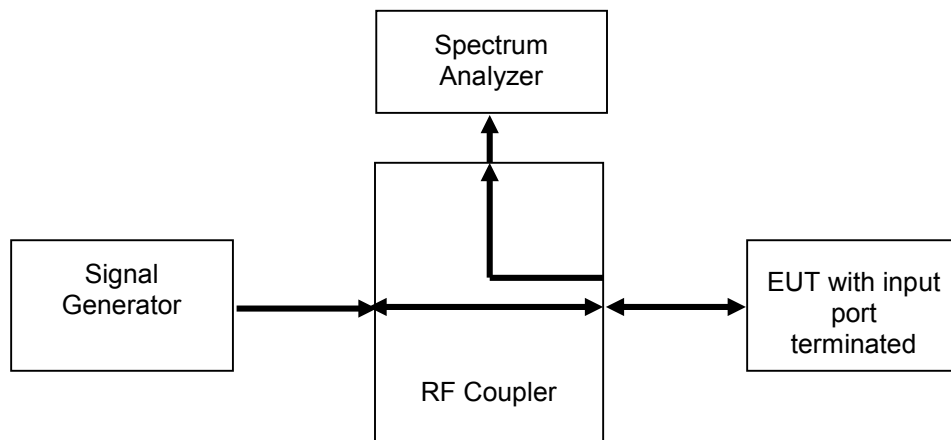 Spectrum
Analyzer
Signal
Generator
EUT with input
port
terminated
RF Coupler